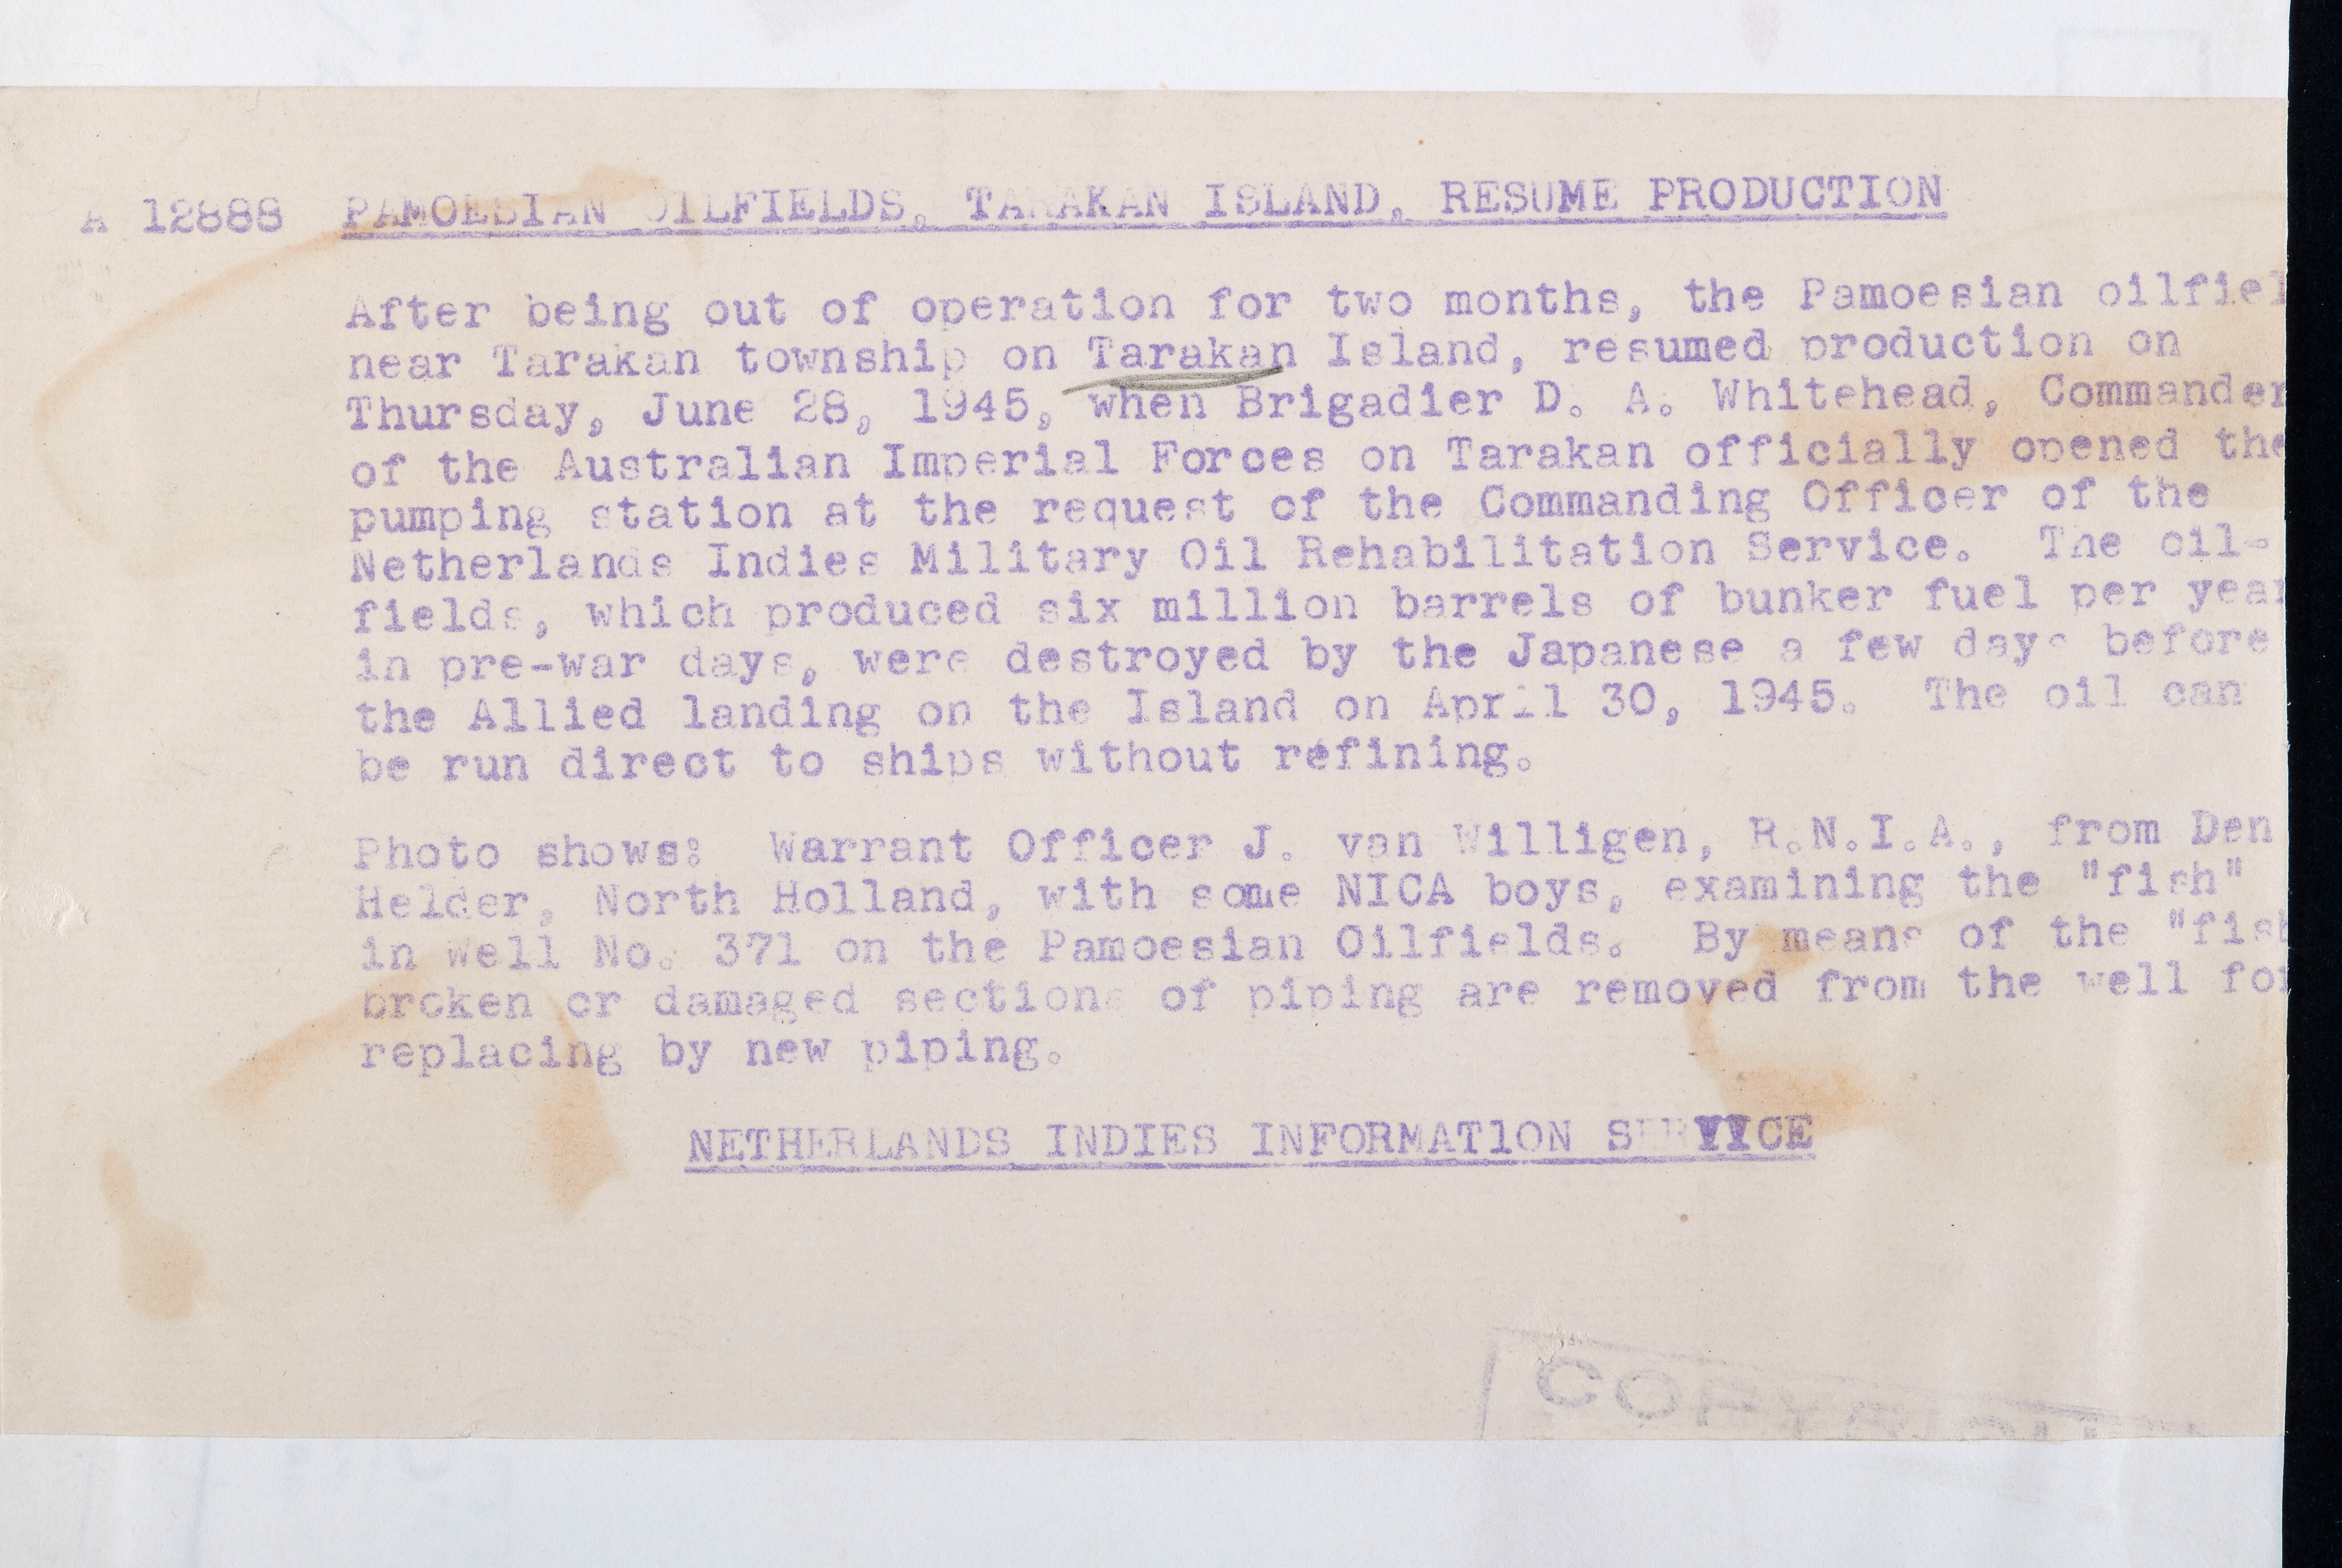 A 12888 PAMOESIAN OILFIELDS, TARAKAN ISLAND, RESUME PRODUCTION
After being out of operation for two months, the Pamoesian oilfiel
near Tarakan township on Tarakan Island, resumed production on
Thursday, June 28, 1945, when Brigadier D. A. Whitehead, Commander
of the Australian Imperial Forces on Tarakan officially opened the
pumping station at the request of the Commanding Officer of the
Netherlands Indies Military Oil Rehabilitation Service. The oil-
fields, which produced six million barrels of bunker fuel per year
in pre-war days, were destroyed by the Japanese a few days before
the Allied landing on the Island on April 30, 1945. The oil can
be run direct to ships without refining.
Photo shows: Warrant Officer J. van Willigen, R.N.I.A., from Den
Helder, North Holland, with some NICA boys, examining the "fish"
in Well No. 371 on the Pamoesian Oilfields. By means of the "fish
broken or damaged sections of piping are removed from the well for
replacing by new piping.
NETHERLANDS INDIES INFORMATION SERVICE
COPYRIGHT